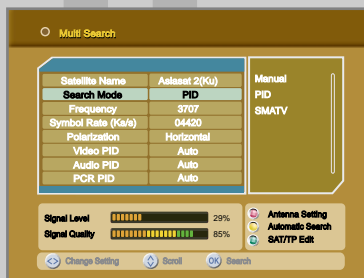 Multi Search
Satellite Name Asiasat 2(Ku)
Search Mode PID
Frequency 3707
Symbol Rate (Ks/s) 04420
Polarization Horizontal
Video PID Auto
Audio PID Auto
PCR PID Auto
Manual
PID
SMATV
Signal Level 29%
Signal Quality 85%
Antenna Setting
Automatic Search
SAT/TP Edit
<> Change Setting Scroll OK Search